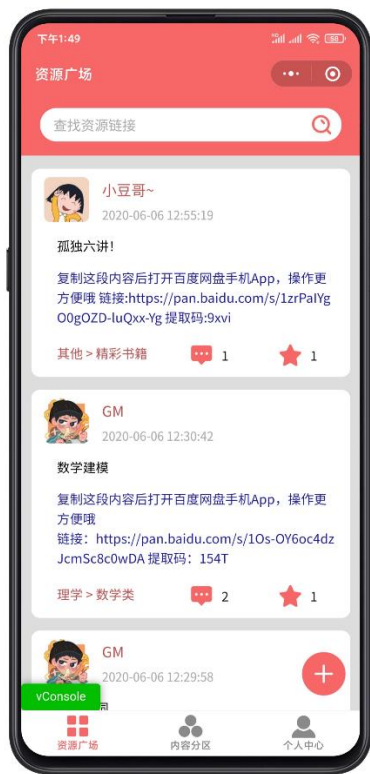 下午1:49
50
资源广场
查找资源链接
小豆哥~
2020-06-06 12:55:19
孤独六讲!
复制这段内容后打开百度网盘手机App，操作更
方便哦 链接:https://pan.baidu.com/s/1zrPaIYg
O0gOZD-luQxx-Yg 提取码:9xvi
其他 > 精彩书籍 1 1
GM
2020-06-06 12:30:42
数学建模
复制这段内容后打开百度网盘手机App，操作更
方便哦
链接：https://pan.baidu.com/s/1Os-OY6oc4dz
JcmSc8c0wDA 提取码：154T
理学 > 数学类 2 1
GM
2020-06-06 12:29:58
vConsole
资源广场 内容分区 个人中心